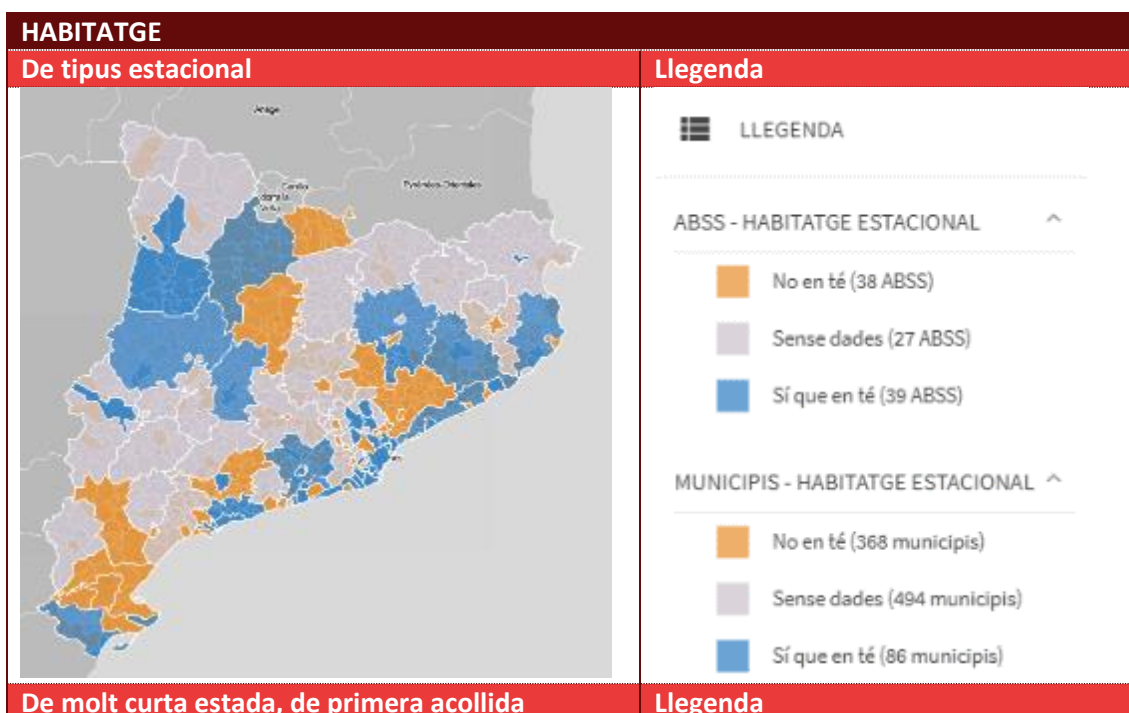 HABITATGE
De tipus estacional
Llegenda
Pyrénées-Orientales
LLEGENDA
ABSS - HABITATGE ESTACIONAL
No en té (38 ABSS)
Sense dades (27 ABSS)
Sí que en té (39 ABSS)
MUNICIPIS - HABITATGE ESTACIONAL
No en té (368 municipis)
Sense dades (494 municipis)
Sí que en té (86 municipis)
De molt curta estada, de primera acollida
Llegenda